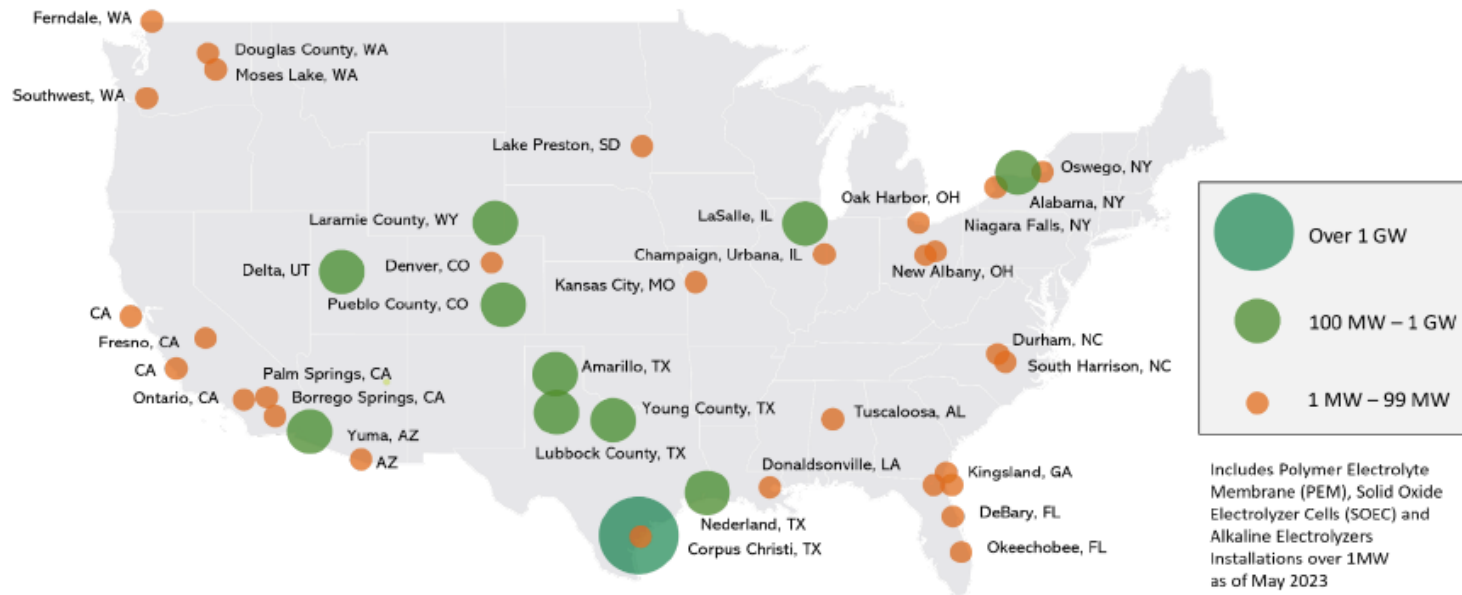 Ferndale, WA
Douglas County, WA
Moses Lake, WA
Southwest, WA
Lake Preston, SD
Oswego, NY
Oak Harbor, OH
Alabama, NY
Niagara Falls, NY
Laramie County, WY
LaSalle, IL
Delta, UT
Denver, CO
Champaign, Urbana, IL
New Albany, OH
Kansas City, MO
Pueblo County, CO
CA
Fresno, CA
CA
Durham, NC
South Harrison, NC
Palm Springs, CA
Amarillo, TX
Ontario, CA
Borrego Springs, CA
Young County, TX
Tuscaloosa, AL
Yuma, AZ
Lubbock County, TX
AZ
Donaldsonville, LA
Kingsland, GA
Nederland, TX
DeBary, FL
Corpus Christi, TX
Okeechobee, FL
Over 1 GW
100 MW – 1 GW
1 MW – 99 MW
Includes Polymer Electrolyte
Membrane (PEM), Solid Oxide
Electrolyzer Cells (SOEC) and
Alkaline Electrolyzers
Installations over 1MW
as of May 2023